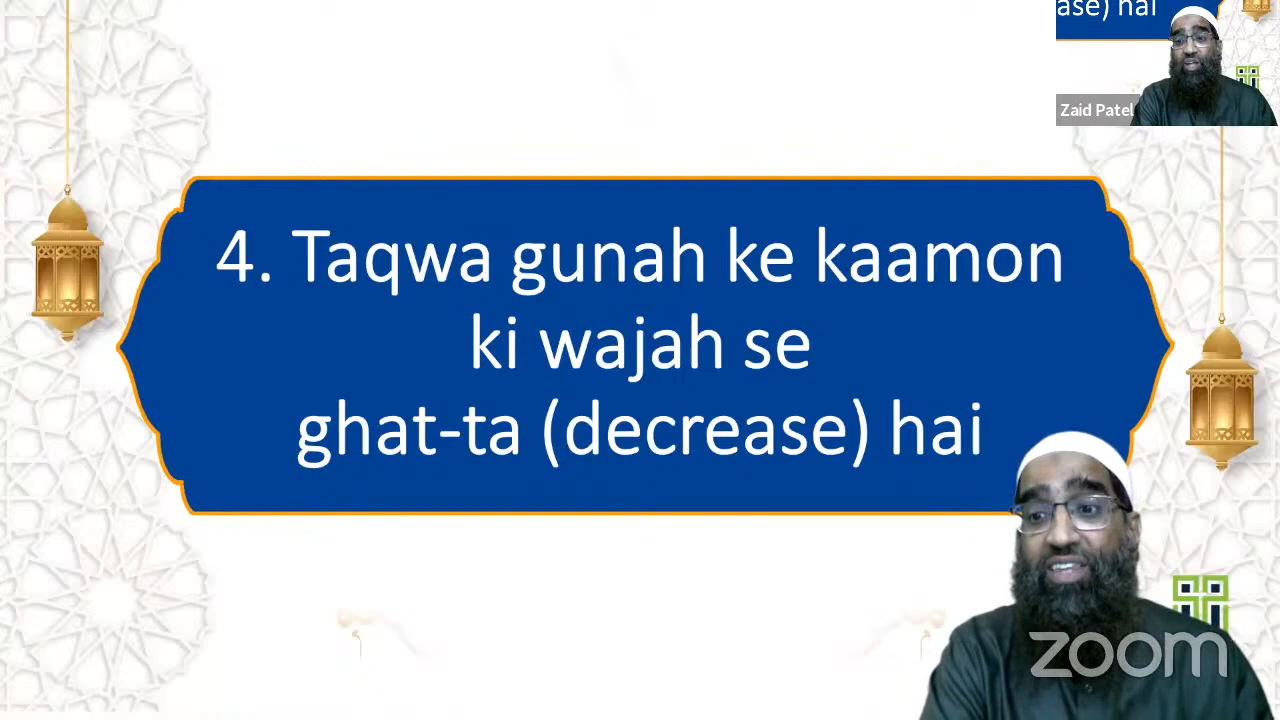 ase) hai
Zaid Patel
4. Taqwa gunah ke kaamon
ki wajah se
ghat-ta (decrease) hai
zoom